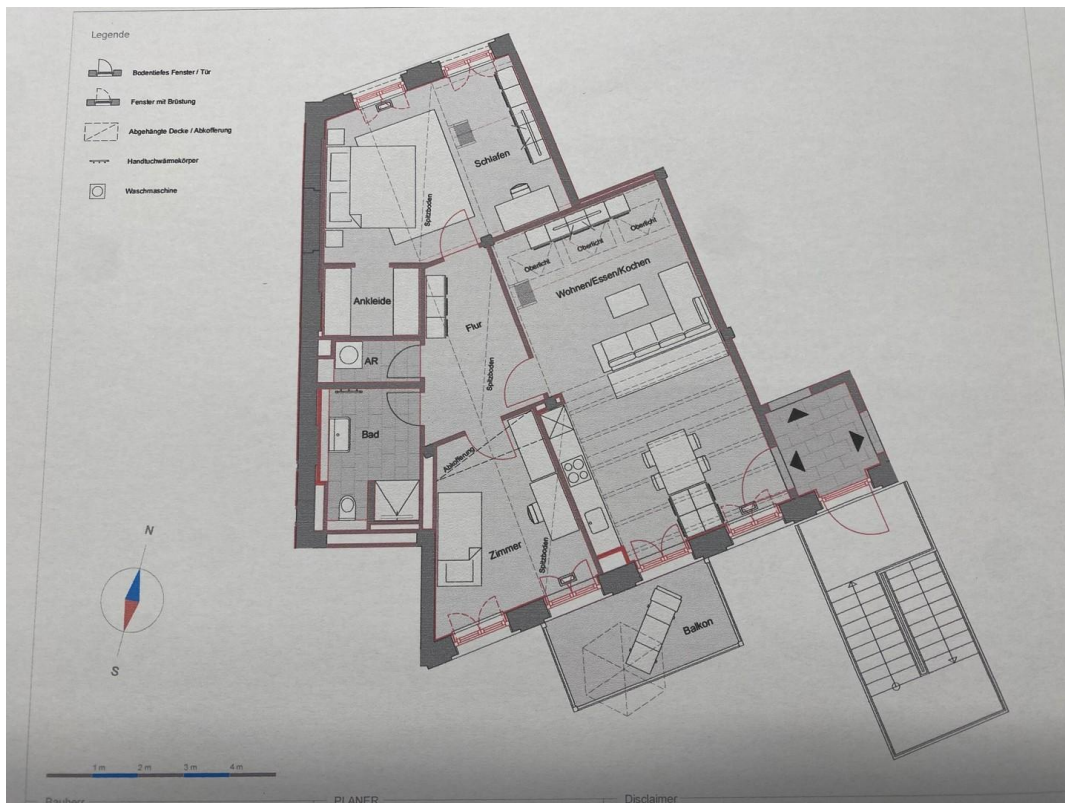 Legende
Bodentiefes Fenster / Tür
Fenster mit Brüstung
Abgehängte Decke / Abkofferung
Handtuchwärmekörper
Waschmaschine
Schlafen
Spitzboden
Oberlicht
Oberlicht
Oberlicht
Wohnen/Essen/Kochen
Ankleide
Flur
AR
Spitzboden
Bad
Abkofferung
Zimmer
Spitzboden
Balkon
N
S
1 m 2 m 3 m 4 m
Bauherr PLANER Disclaimer